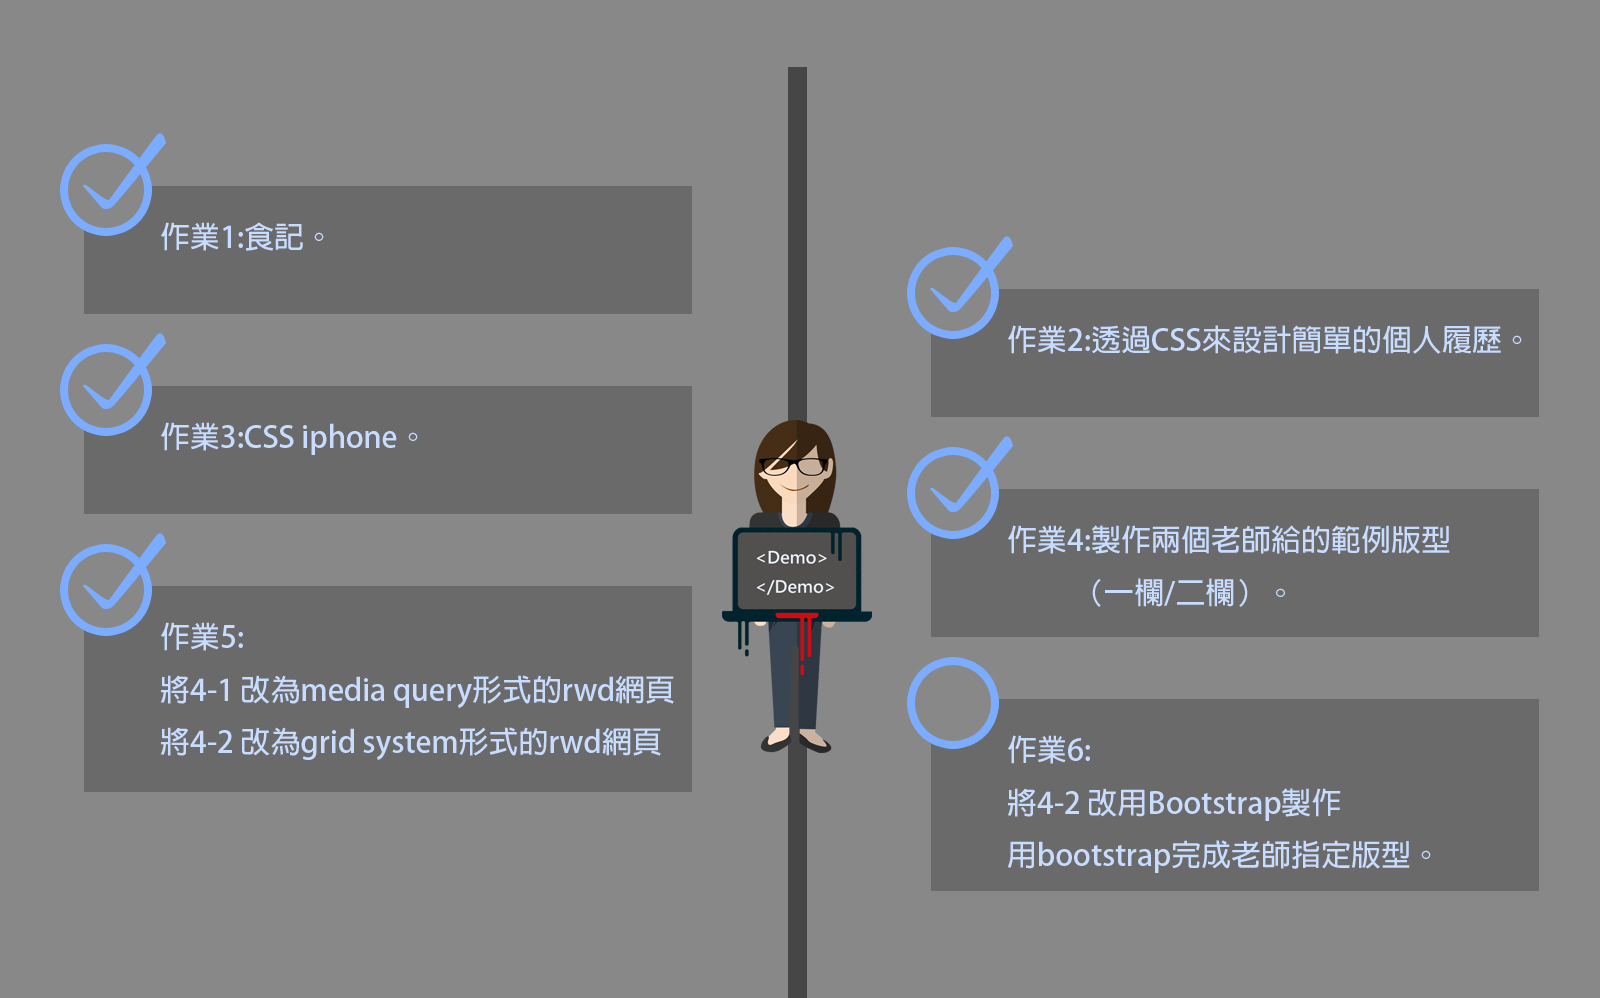 作業1:食記。
作業2:透過CSS來設計簡單的個人履歷。
作業3:CSS iphone。
作業4:製作兩個老師給的範例版型
（一欄/二欄）。
作業5:
將4-1 改為media query形式的rwd網頁
將4-2 改為grid system形式的rwd網頁
作業6:
將4-2 改用Bootstrap製作
用bootstrap完成老師指定版型。
<Demo>
</Demo>